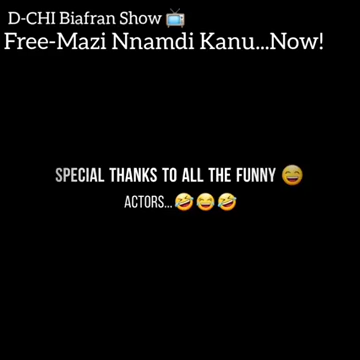 D-CHI Biafran Show 📺
Free-Mazi Nnamdi Kanu...Now!
SPECIAL THANKS TO ALL THE FUNNY 😄
ACTORS... 🤣😂🤣